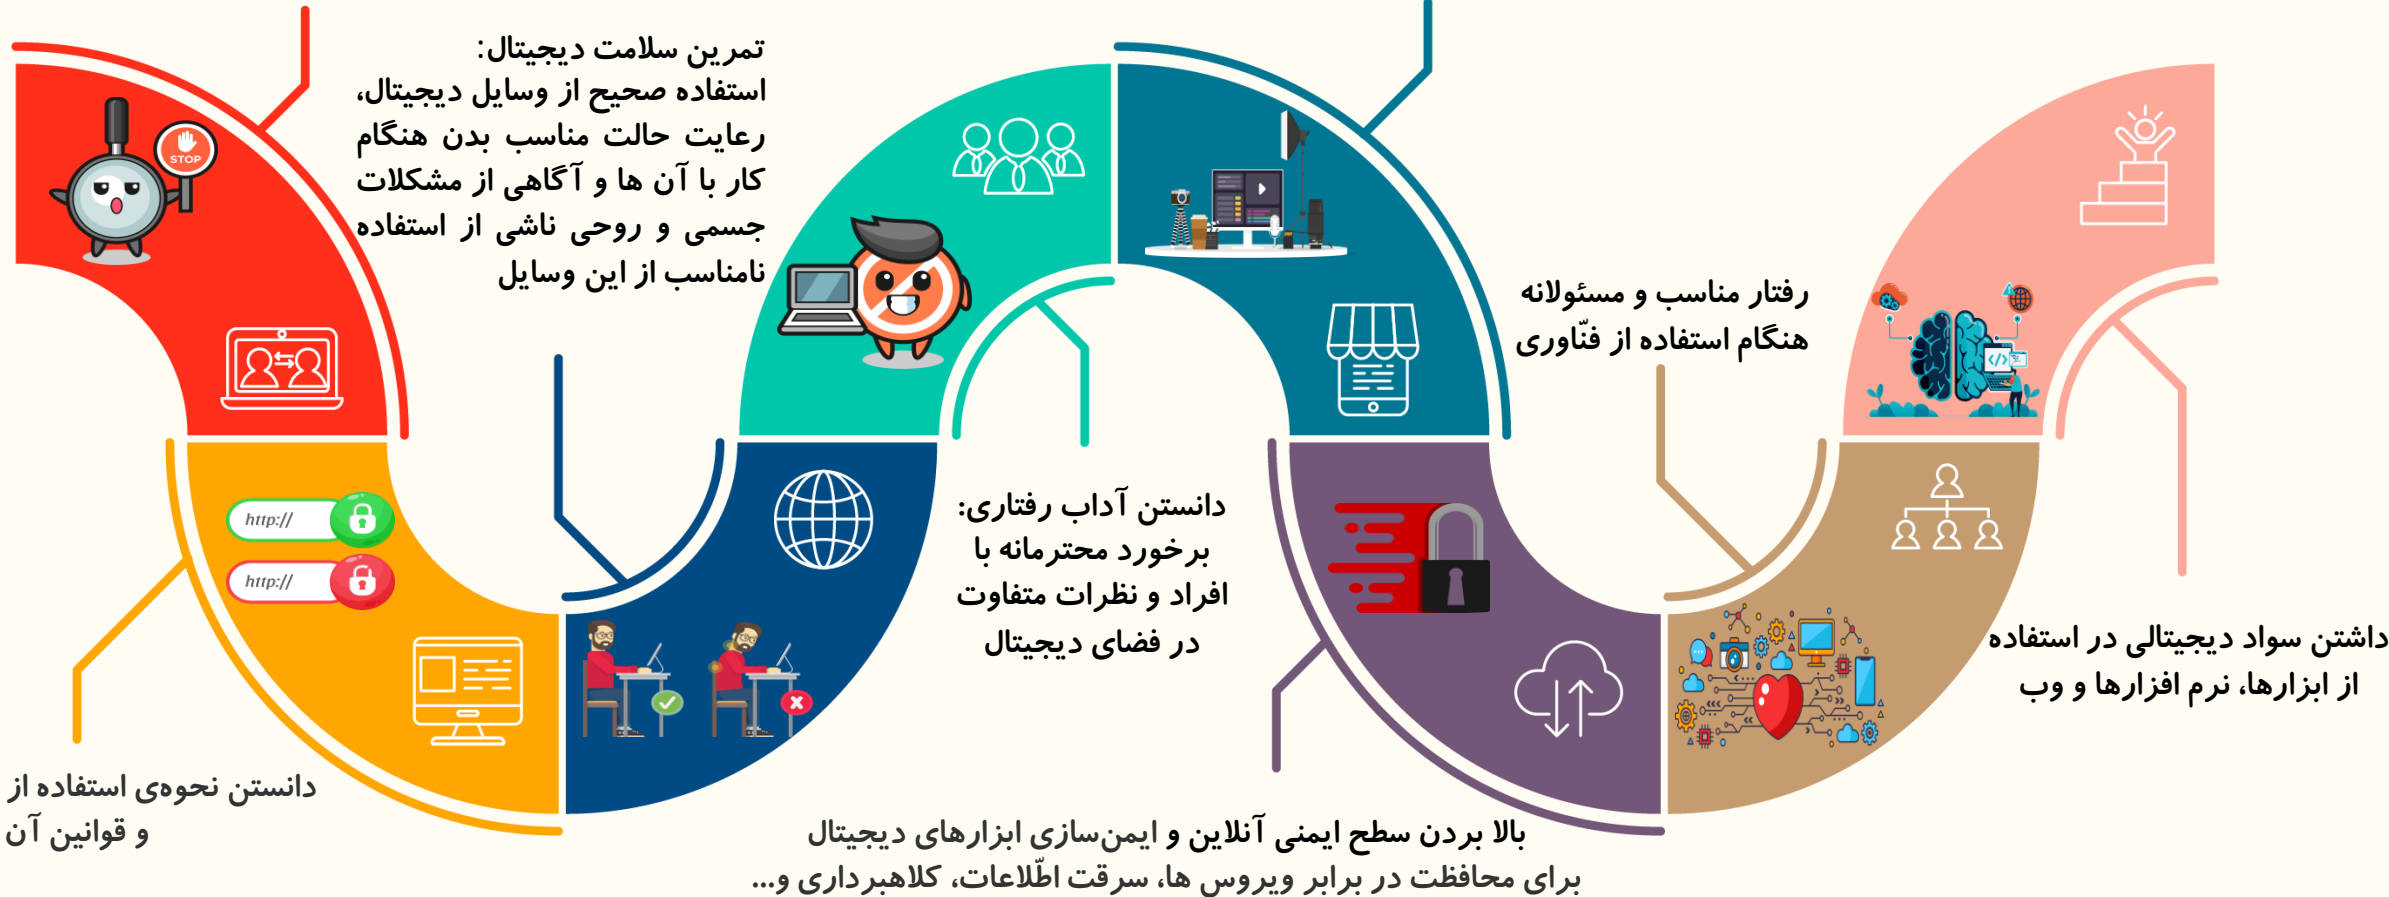 تمرین سلامت دیجیتال:
استفاده صحیح از وسایل دیجیتال،
رعایت حالت مناسب بدن هنگام
کار با آن ها و آگاهی از مشکلات
جسمی و روحی ناشی از استفاده
نامناسب از این وسایل
STOP
رفتار مناسب و مسئولانه
هنگام استفاده از فنّاوری
http://
http://
دانستن آداب رفتاری:
برخورد محترمانه با
افراد و نظرات متفاوت
در فضای دیجیتال
داشتن سواد دیجیتالی در استفاده
از ابزارها، نرم افزارها و وب
دانستن نحوه‌ی استفاده از
و قوانین آن
بالا بردن سطح ایمنی آنلاین و ایمن‌سازی ابزارهای دیجیتال
برای محافظت در برابر ویروس ها، سرقت اطّلاعات، کلاهبرداری و...